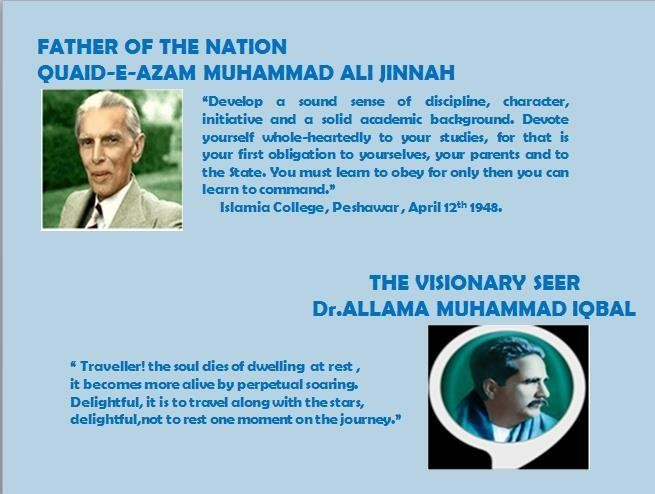 FATHER OF THE NATION
QUAID-E-AZAM MUHAMMAD ALI JINNAH
“Develop a sound sense of discipline, character,
initiative and a solid academic background. Devote
yourself whole-heartedly to your studies, for that is
your first obligation to yourselves, your parents and to
the State. You must learn to obey for only then you can
learn to command.”
Islamia College, Peshawar, April 12th 1948.
THE VISIONARY SEER
Dr.ALLAMA MUHAMMAD IQBAL
“ Traveller! the soul dies of dwelling at rest ,
it becomes more alive by perpetual soaring.
Delightful, it is to travel along with the stars,
delightful,not to rest one moment on the journey.”